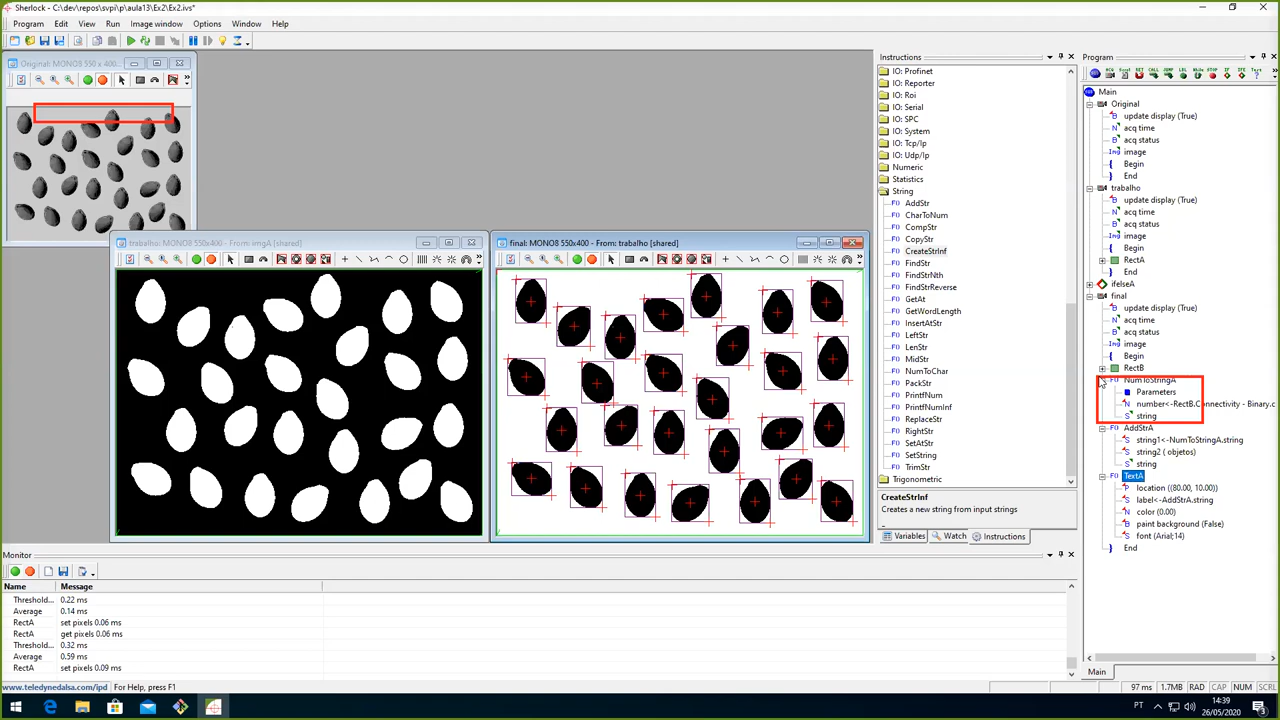 Sherlock - C:\dev\repos\svpi\p\aula13\Ex2\Ex2.ivs*
Program Edit View Run Image window Options Window Help
Original: MONO8 550 x 400...
trabalho: MONO8 550x400 - From: imgA [shared]
final: MONO8 550x400 - From: trabalho [shared]
Instructions
IO: Profinet
IO: Reporter
IO: Roi
IO: Serial
IO: SPC
IO: System
IO: Tcp/Ip
IO: Udp/Ip
Numeric
Statistics
String
AddStr
CharToNum
CompStr
CopyStr
CreateStrInf
FindStr
FindStrNth
FindStrReverse
GetAt
GetWordLength
InsertAtStr
LeftStr
LenStr
MidStr
NumToChar
PackStr
PrintfNum
PrintfNumInf
ReplaceStr
RightStr
SetAtStr
SetString
TrimStr
Trigonometric
CreateStrInf
Creates a new string from input strings
Variables Watch Instructions
Program
Main
Original
update display (True)
acq time
acq status
image
Begin
End
trabalho
update display (True)
acq time
acq status
image
Begin
RectA
End
ifelseA
final
update display (True)
acq time
acq status
image
Begin
RectB
NumToStringA
Parameters
number<-RectB.Connectivity - Binary.c
string
AddStrA
string1<-NumToStringA.string
string2 ( objetos)
string
TextA
location ((80.00, 10.00))
label<-AddStrA.string
color (0.00)
paint background (False)
font (Arial;14)
End
Main
Monitor
Name Message
Threshold... 0.22 ms
Average 0.14 ms
RectA set pixels 0.06 ms
RectA get pixels 0.06 ms
Threshold... 0.32 ms
Average 0.59 ms
RectA set pixels 0.09 ms
www.teledynedalsa.com/ipd For Help, press F1
97 ms 1.7MB RAD CAP NUM SCRL
PT 14:39
26/05/2020